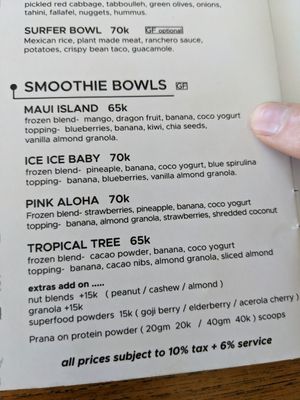 pickled red cabbage, tabboulleh, green olives, onions,
tahini, fallafel, nuggets, hummus.
SURFER BOWL 70k GF optional
Mexican rice, plant made meat, ranchero sauce,
potatoes, crispy bean taco, guacamole.
SMOOTHIE BOWLS GF
MAUI ISLAND 65k
frozen blend- mango, dragon fruit, banana, coco yogurt
topping- blueberries, banana, kiwi, chia seeds,
vanilla almond granola.
ICE ICE BABY 70k
frozen blend- pineaple, banana, coco yogurt, blue spirulina
topping- banana, blueberries, vanilla almond granola.
PINK ALOHA 70k
Frozen blend- strawberries, pineapple, banana, coco yogurt
topping- banana, almond granola, strawberries, shredded coconut
TROPICAL TREE 65k
frozen blend- cacao powder, banana, coco yogurt
topping- banana, cacao nibs, almond granola, sliced almond
extras add on .....
nut blends +15k ( peanut / cashew / almond )
granola +15k
superfood powders 15k ( goji berry / elderberry / acerola cherry )
Prana on protein powder ( 20gm 20k / 40gm 40k ) scoops
all prices subject to 10% tax + 6% service